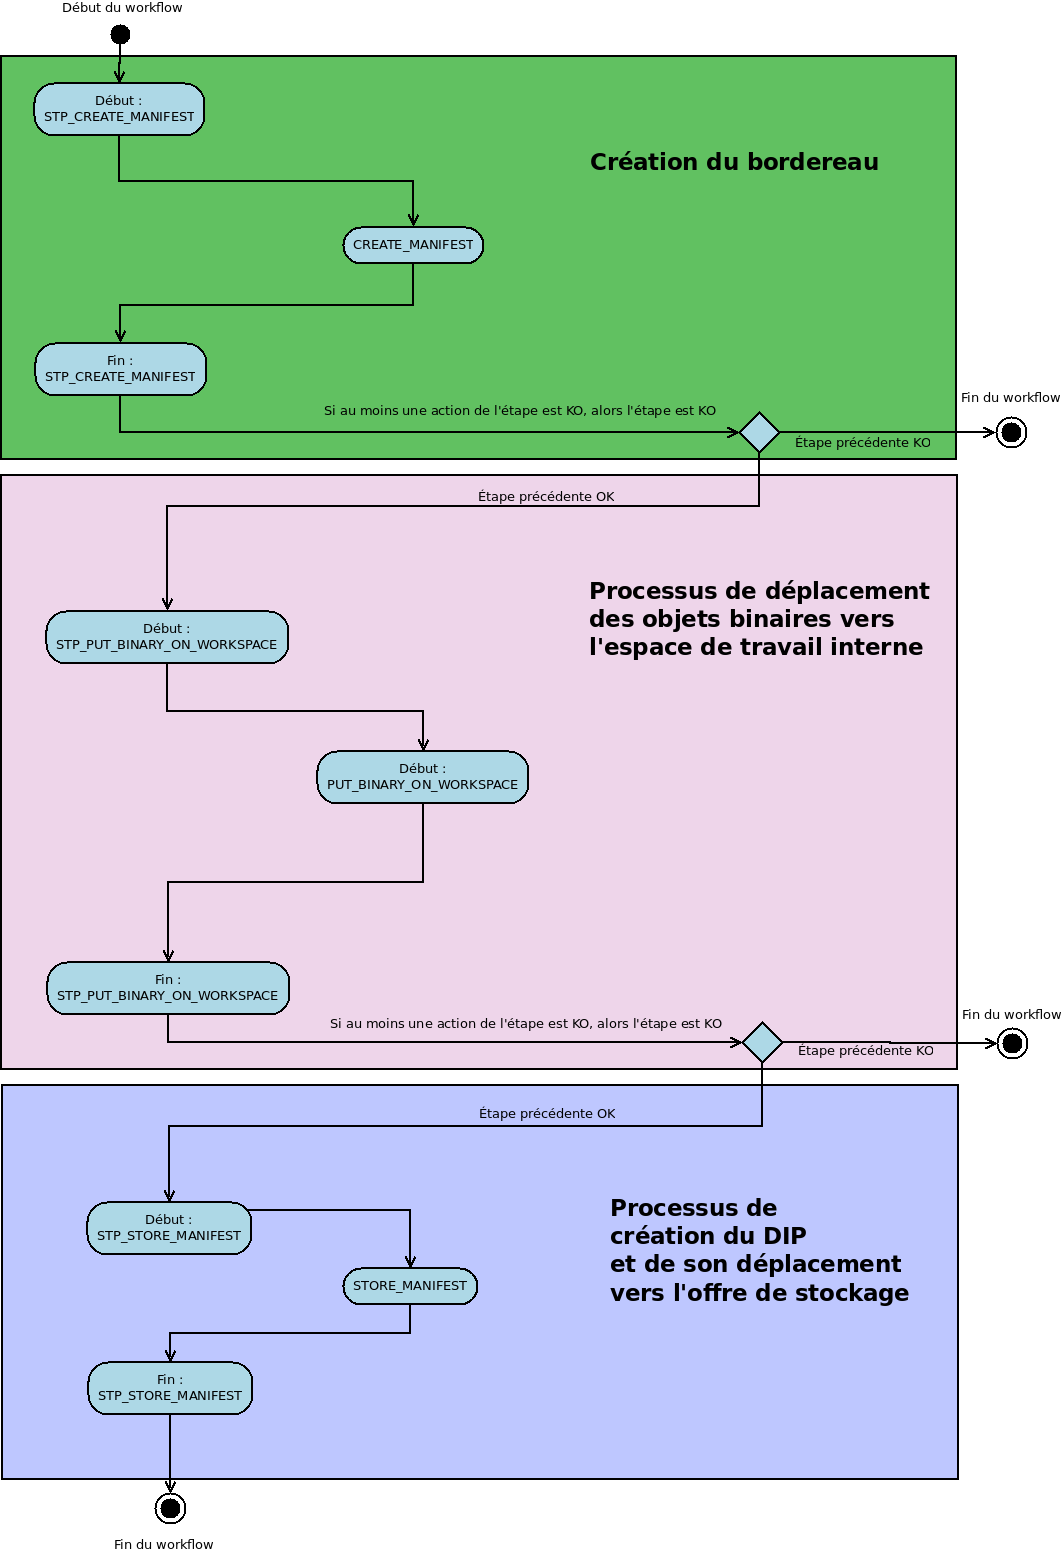 Début du workflow
Début :
STP_CREATE_MANIFEST
Création du bordereau
CREATE_MANIFEST
Fin :
STP_CREATE_MANIFEST
Si au moins une action de l'étape est KO, alors l'étape est KO
Fin du workflow
Étape précédente KO
Étape précédente OK
Processus de déplacement
des objets binaires vers
l'espace de travail interne
Début :
STP_PUT_BINARY_ON_WORKSPACE
Début :
PUT_BINARY_ON_WORKSPACE
Fin :
STP_PUT_BINARY_ON_WORKSPACE
Si au moins une action de l'étape est KO, alors l'étape est KO
Fin du workflow
Étape précédente KO
Étape précédente OK
Processus de
création du DIP
et de son déplacement
vers l'offre de stockage
Début :
STP_STORE_MANIFEST
STORE_MANIFEST
Fin :
STP_STORE_MANIFEST
Fin du workflow